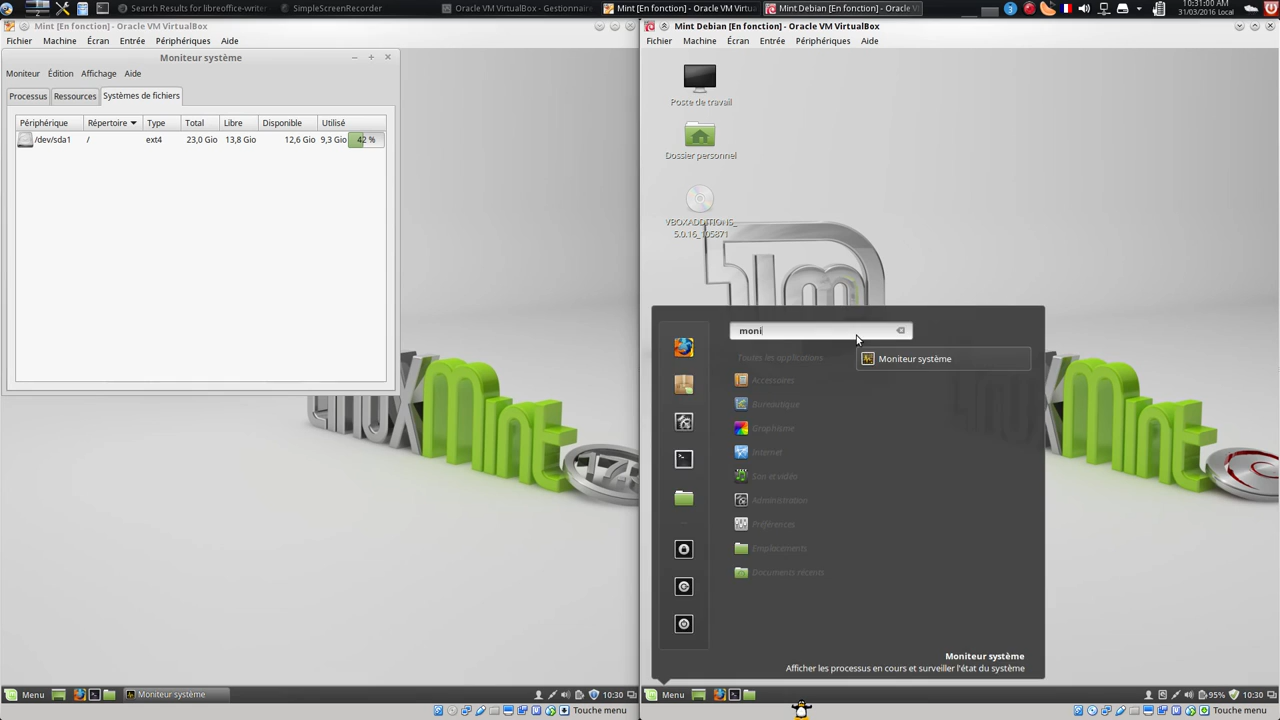 Search Results for libreoffice-writer
SimpleScreenRecorder
Oracle VM VirtualBox - Gestionnaire
Mint [En fonction] - Oracle VM VirtualB
Mint Debian [En fonction] - Oracle V
3
10:31:00 AM
31/03/2016 Local
Mint [En fonction] - Oracle VM VirtualBox
Fichier Machine Écran Entrée Périphériques Aide
Moniteur système
Moniteur Édition Affichage Aide
Processus Ressources Systèmes de fichiers
Périphérique Répertoire Type Total Libre Disponible Utilisé
/dev/sda1 / ext4 23,0 Gio 13,8 Gio 12,6 Gio 9,3 Gio 42 %
LINUX Mint 17
Menu Moniteur système 10:30
Touche menu
Mint Debian [En fonction] - Oracle VM VirtualBox
Fichier Machine Écran Entrée Périphériques Aide
Poste de travail
Dossier personnel
VBOXADDITIONS_
5.0.16_105871
moni
Toutes les applications
Moniteur système
Accessoires
Bureautique
Graphisme
Internet
Son et vidéo
Administration
Préférences
Emplacements
Documents récents
Moniteur système
Afficher les processus en cours et surveiller l'état du système
Mint
Menu 95% 10:30
Touche menu